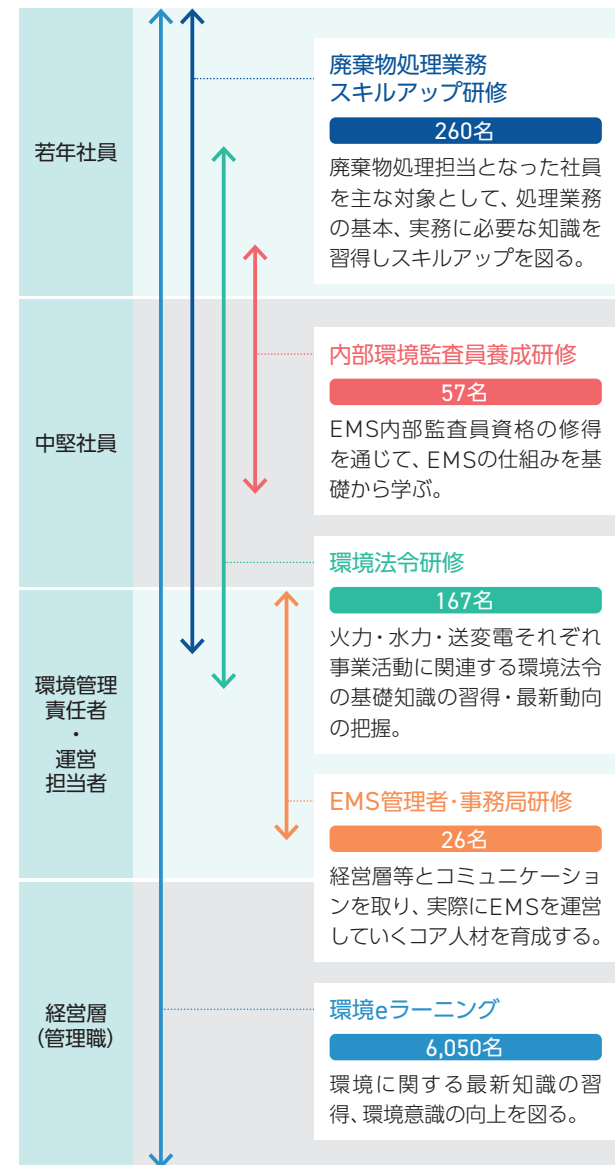 若年社員
廃棄物処理業務
スキルアップ研修
260名
廃棄物処理担当となった社員
を主な対象として、処理業務
の基本、実務に必要な知識を
習得しスキルアップを図る。
中堅社員
内部環境監査員養成研修
57名
EMS内部監査員資格の修得
を通じて、EMSの仕組みを基
礎から学ぶ。
環境法令研修
167名
火力・水力・送変電それぞれ
事業活動に関連する環境法令
の基礎知識の習得・最新動向
の把握。
環境管理
責任者
・
運営
担当者
EMS管理者・事務局研修
26名
経営層等とコミュニケーショ
ンを取り、実際にEMSを運営
していくコア人材を育成する。
経営層
(管理職)
環境eラーニング
6,050名
環境に関する最新知識の習
得、環境意識の向上を図る。